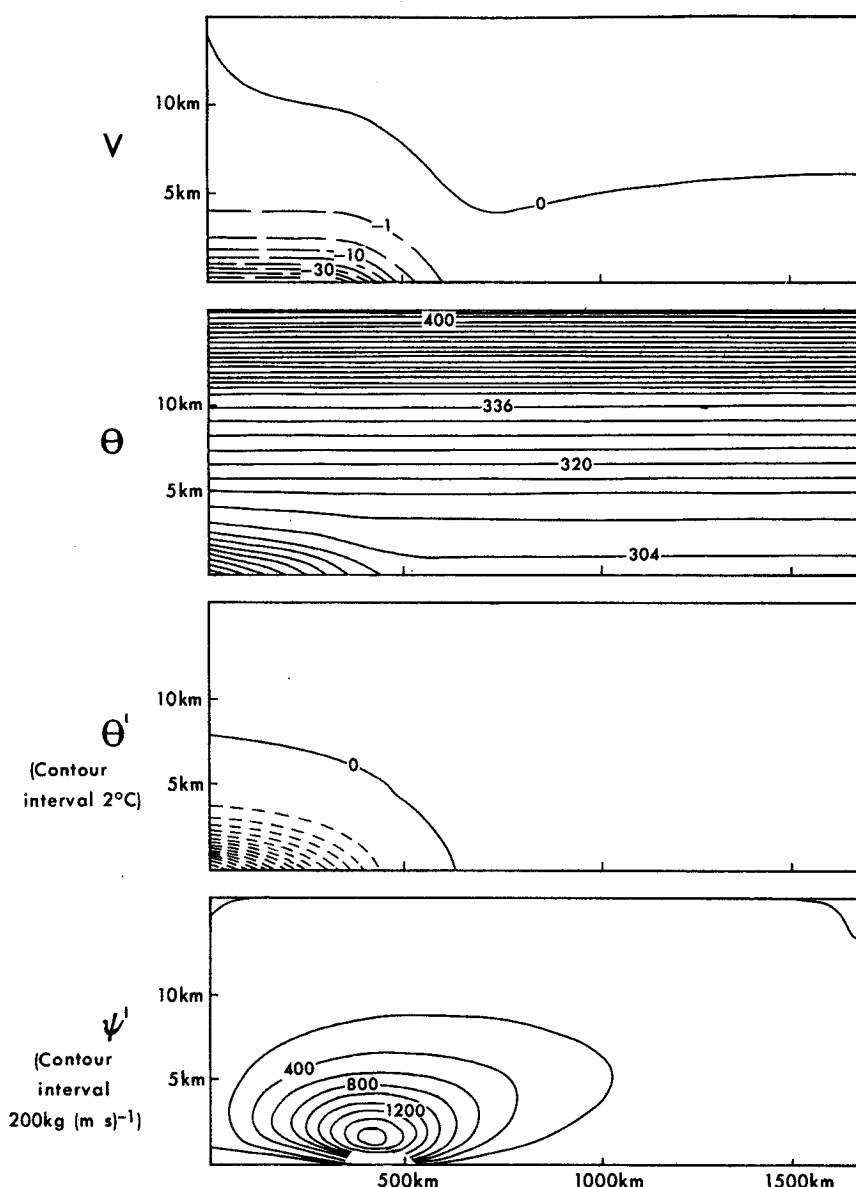 10km
V
5km
0
-1
-10
-30
400
10km
336
Θ
320
5km
304
10km
Θ'
(Contour
interval 2°C)
0
5km
10km
ψ'
(Contour
interval
200kg (m s)-1)
400
5km
800
1200
500km
1000km
1500km